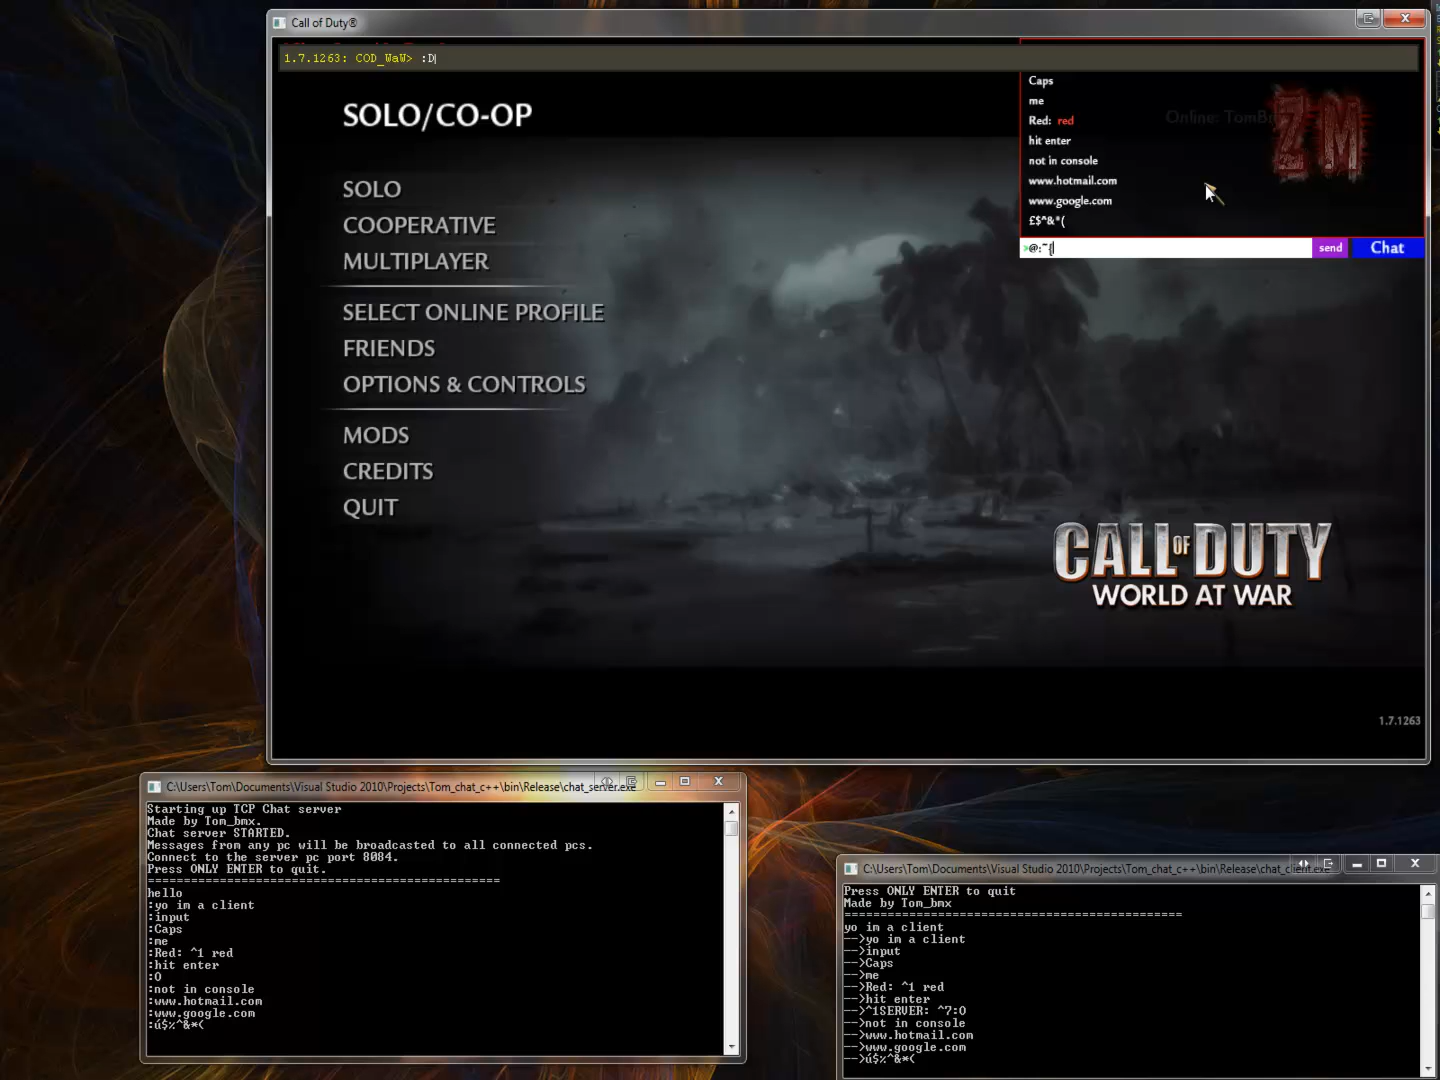 Call of Duty®
1.7.1263: COD_WaW> :D
SOLO/CO-OP
SOLO
COOPERATIVE
MULTIPLAYER
SELECT ONLINE PROFILE
FRIENDS
OPTIONS & CONTROLS
MODS
CREDITS
QUIT
Caps
me
Red: red
hit enter
not in console
www.hotmail.com
www.google.com
£$^&*(
Online: TomB
ZM
>@:~{
send
Chat
CALL OF DUTY
WORLD AT WAR
1.7.1263
C:\Users\Tom\Documents\Visual Studio 2010\Projects\Tom_chat_c++\bin\Release\chat_server.exe
Starting up TCP Chat server
Made by Tom_bmx.
Chat server STARTED.
Messages from any pc will be broadcasted to all connected pcs.
Connect to the server pc port 8084.
Press ONLY ENTER to quit.
=================================================
hello
:yo im a client
:input
:Caps
:me
:Red: ^1 red
:hit enter
:O
:not in console
:www.hotmail.com
:www.google.com
:ú$%^&*(
C:\Users\Tom\Documents\Visual Studio 2010\Projects\Tom_chat_c++\bin\Release\chat_client.exe
Press ONLY ENTER to quit
Made by Tom_bmx
===============================================
yo im a client
-->yo im a client
-->input
-->Caps
-->me
-->Red: ^1 red
-->hit enter
-->^1SERVER: ^7:O
-->not in console
-->www.hotmail.com
-->www.google.com
-->ú$%^&*(